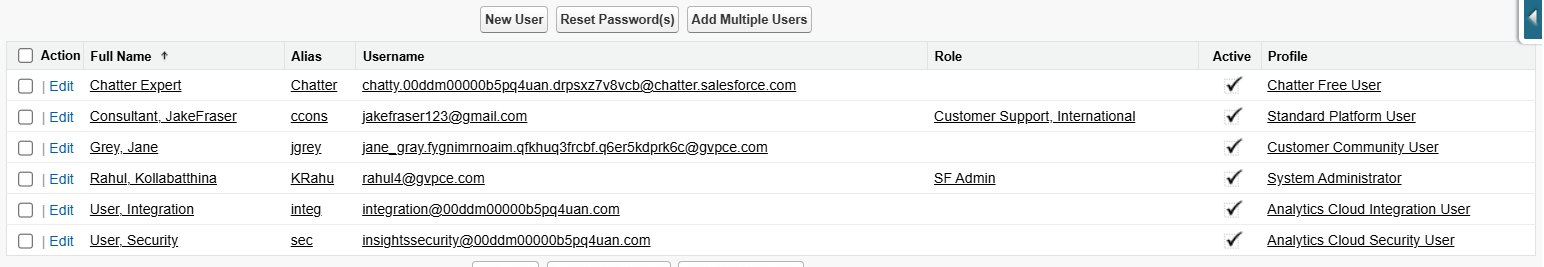 New User Reset Password(s) Add Multiple Users
Action Full Name ↑ Alias Username Role Active Profile
| Edit Chatter Expert Chatter chatty.00ddm00000b5pq4uan.drpsxz7v8vcb@chatter.salesforce.com Chatter Free User
| Edit Consultant, JakeFraser ccons jakefraser123@gmail.com Customer Support, International Standard Platform User
| Edit Grey, Jane jgrey jane_gray.fygnimrnoaim.qfkhuq3frcbf.q6er5kdprk6c@gvpce.com Customer Community User
| Edit Rahul, Kollabatthina KRahu rahul4@gvpce.com SF Admin System Administrator
| Edit User, Integration integ integration@00ddm00000b5pq4uan.com Analytics Cloud Integration User
| Edit User, Security sec insightssecurity@00ddm00000b5pq4uan.com Analytics Cloud Security User